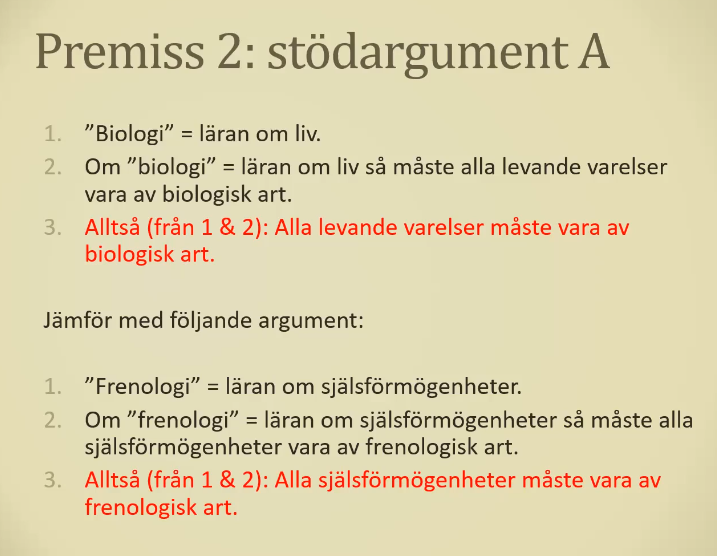 Premiss 2: stödargument A
1. ”Biologi” = läran om liv.
2. Om ”biologi” = läran om liv så måste alla levande varelser
vara av biologisk art.
3. Alltså (från 1 & 2): Alla levande varelser måste vara av
biologisk art.
Jämför med följande argument:
1. ”Frenologi” = läran om själsförmögenheter.
2. Om ”frenologi” = läran om själsförmögenheter så måste alla
själsförmögenheter vara av frenologisk art.
3. Alltså (från 1 & 2): Alla själsförmögenheter måste vara av
frenologisk art.